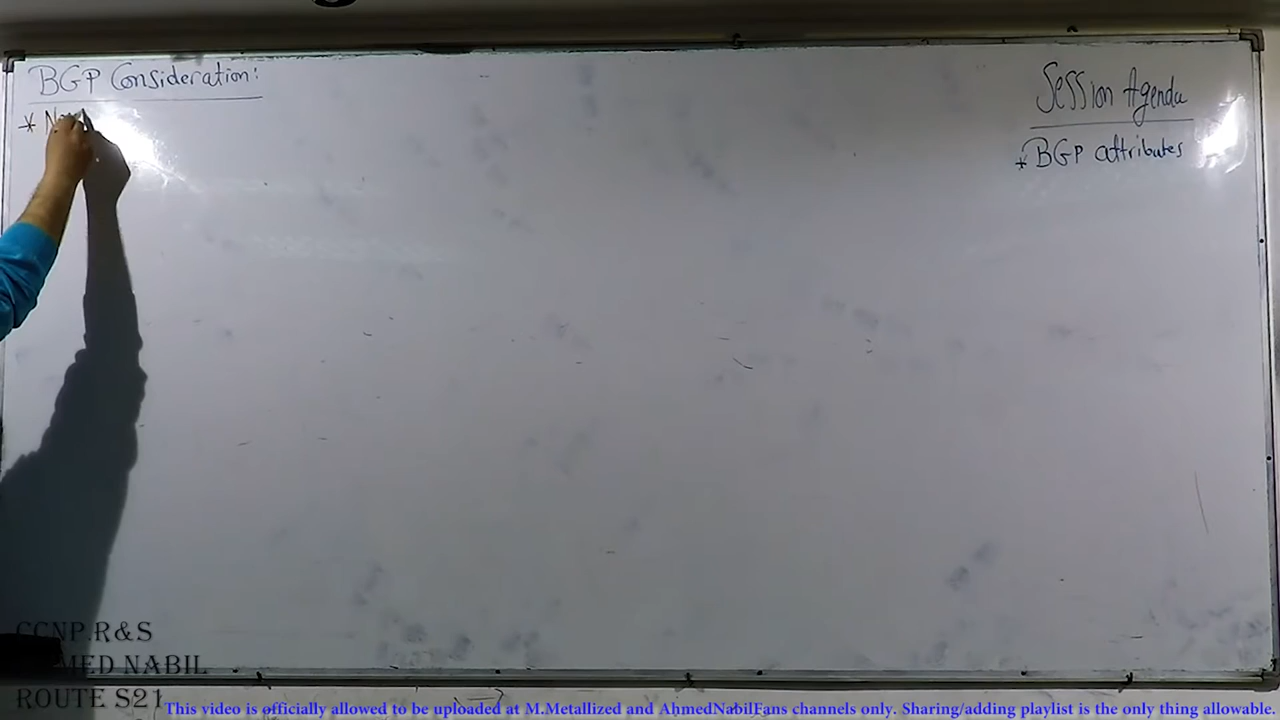 BGP Consideration:
*
Session Agenda
* BGP attributes
CCNP.R&S
AHMED NABIL
ROUTE S21
This video is officially allowed to be uploaded at M.Metallized and AhmedNabilFans channels only. Sharing/adding playlist is the only thing allowable.